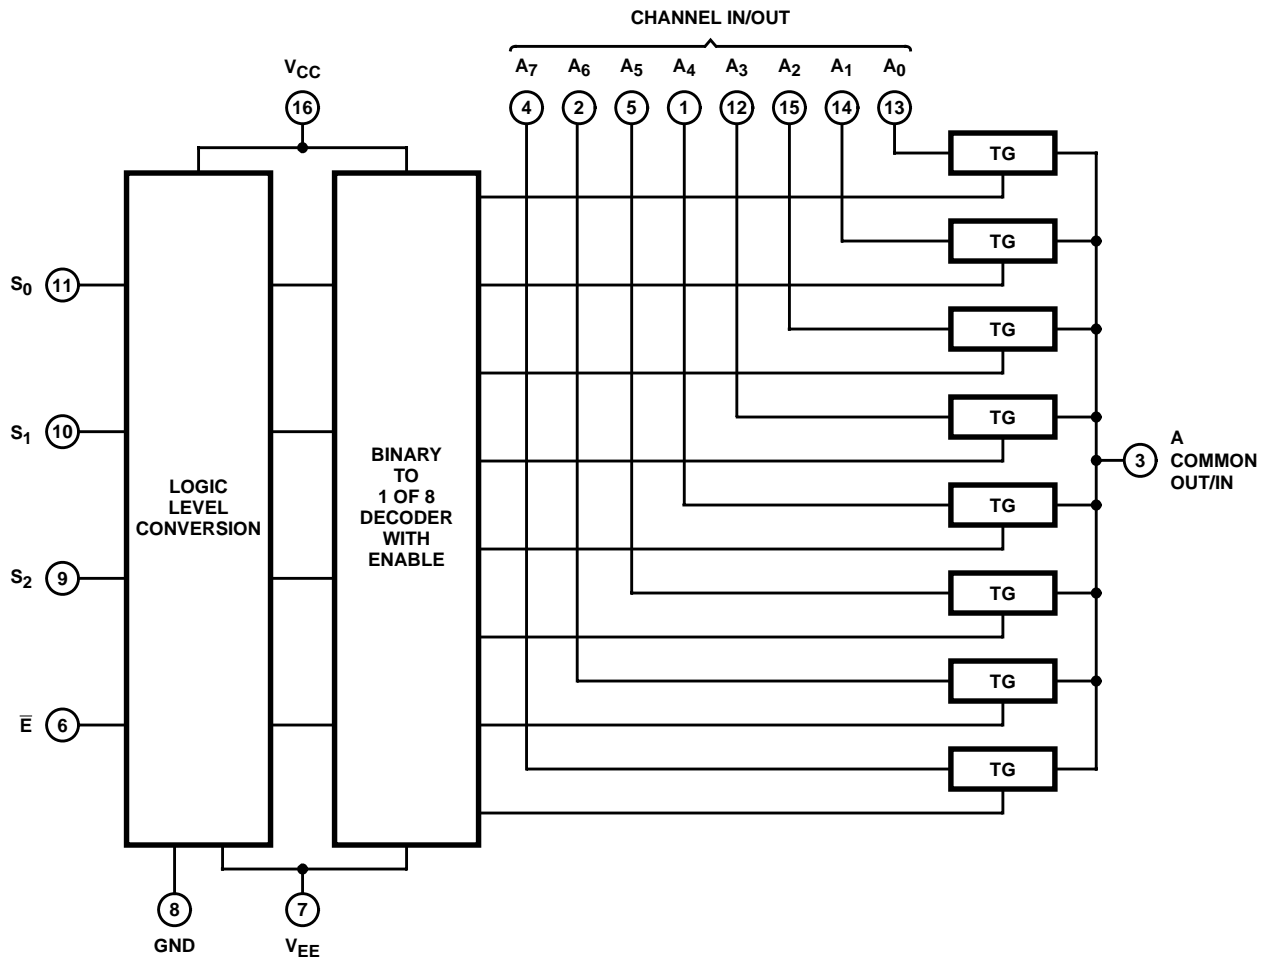 CHANNEL IN/OUT
VCC
A7 A6 A5 A4 A3 A2 A1 A0
16
4 2 5 1 12 15 14 13
TG
TG
S0 11
TG
TG
S1 10
BINARY
TO
1 OF 8
DECODER
WITH
ENABLE
LOGIC
LEVEL
CONVERSION
3
A
COMMON
OUT/IN
TG
S2 9
TG
TG
E̅ 6
TG
8
7
GND
VEE